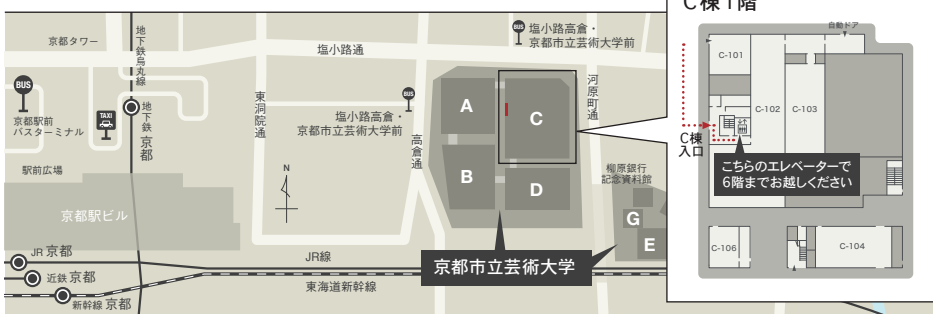 京都タワー
地下鉄烏丸線
BUS
京都駅前
バスターミナル
TAXI
地下鉄 京都
駅前広場
京都駅ビル
JR 京都
近鉄 京都
新幹線 京都
東洞院通
N
塩小路通
BUS
塩小路高倉・
京都市立芸術大学前
BUS
塩小路高倉・
京都市立芸術大学前
高倉通
河原町通
A
B
C
D
柳原銀行
記念資料館
G
E
京都市立芸術大学
JR線
東海道新幹線
C棟1階
自動ドア
C-101
C-102
C-103
C棟
入口
こちらのエレベーターで
6階までお越しください
C-106
C-104